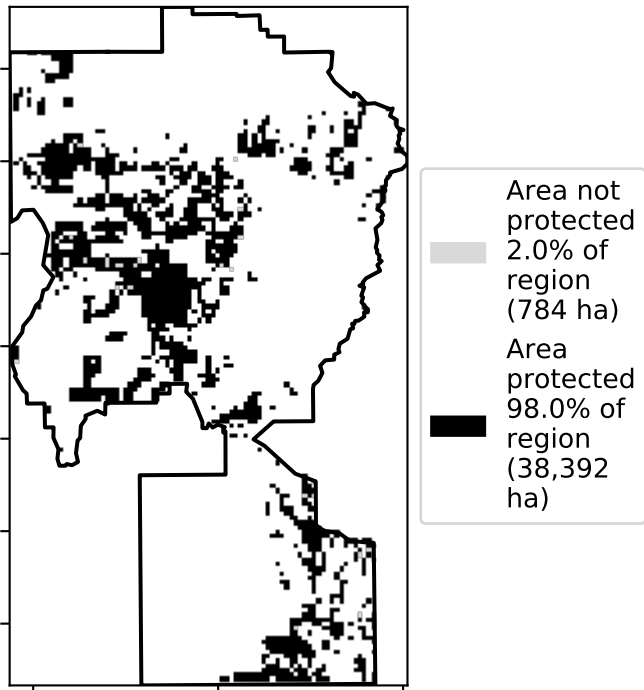 Area not
protected
2.0% of
region
(784 ha)
Area
protected
98.0% of
region
(38,392
ha)